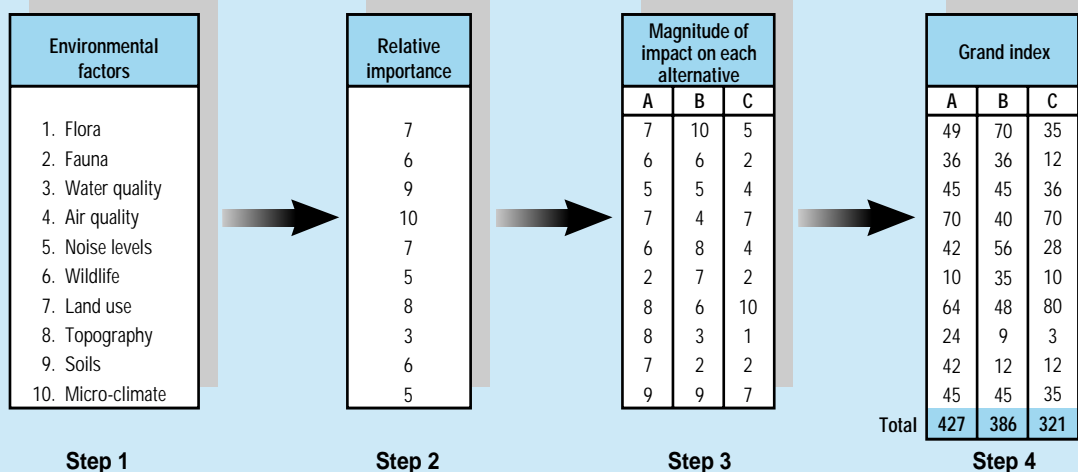 Environmental
factors
1. Flora
2. Fauna
3. Water quality
4. Air quality
5. Noise levels
6. Wildlife
7. Land use
8. Topography
9. Soils
10. Micro-climate
Step 1
Relative
importance
7
6
9
10
7
5
8
3
6
5
Step 2
Magnitude of
impact on each
alternative
A B C
7 10 5
6 6 2
5 5 4
7 4 7
6 8 4
2 7 2
8 6 10
8 3 1
7 2 2
9 9 7
Step 3
Grand index
A B C
49 70 35
36 36 12
45 45 36
70 40 70
42 56 28
10 35 10
64 48 80
24 9 3
42 12 12
45 45 35
Total 427 386 321
Step 4